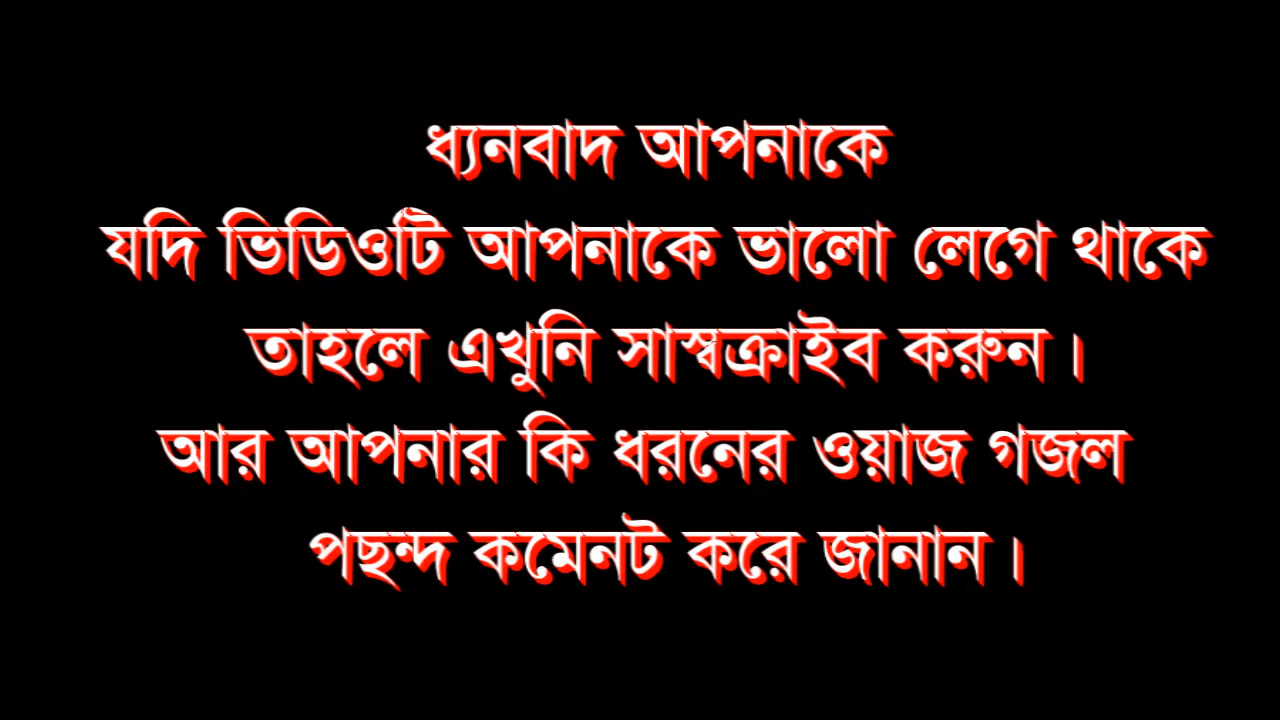 ধ্যনবাদ আপনাকে
যদি ভিডিওটি আপনাকে ভালো লেগে থাকে
তাহলে এখুনি সাস্বক্রাইব করুন।
আর আপনার কি ধরনের ওয়াজ গজল
পছন্দ কমেনট করে জানান।